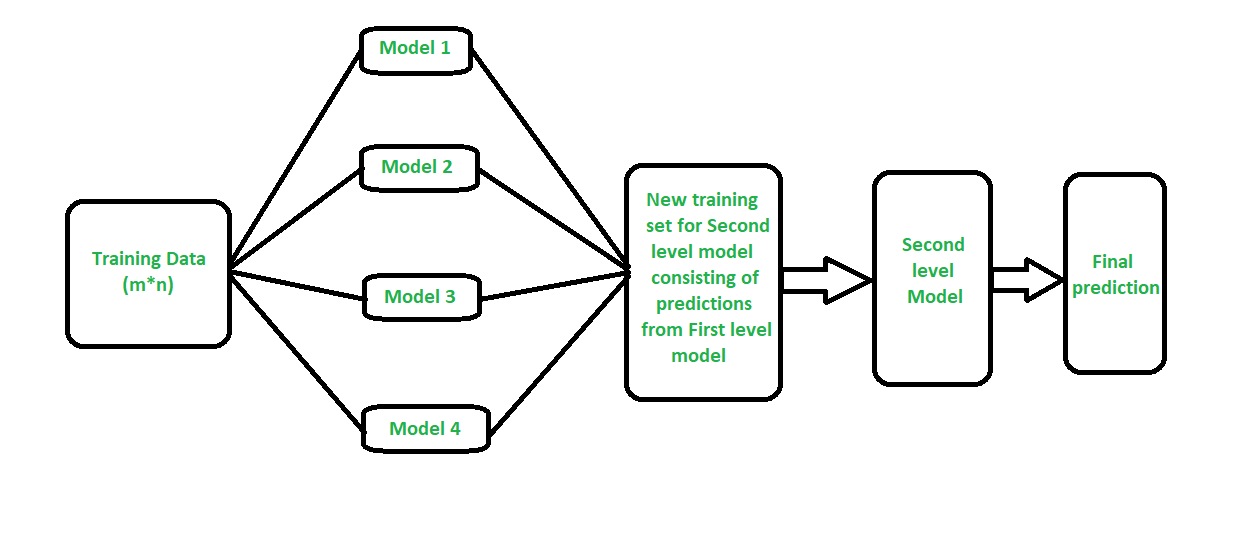 Model 1
Model 2
Training Data
(m*n)
Model 3
Model 4
New training
set for Second
level model
consisting of
predictions
from First level
model
Second
level
Model
Final
prediction